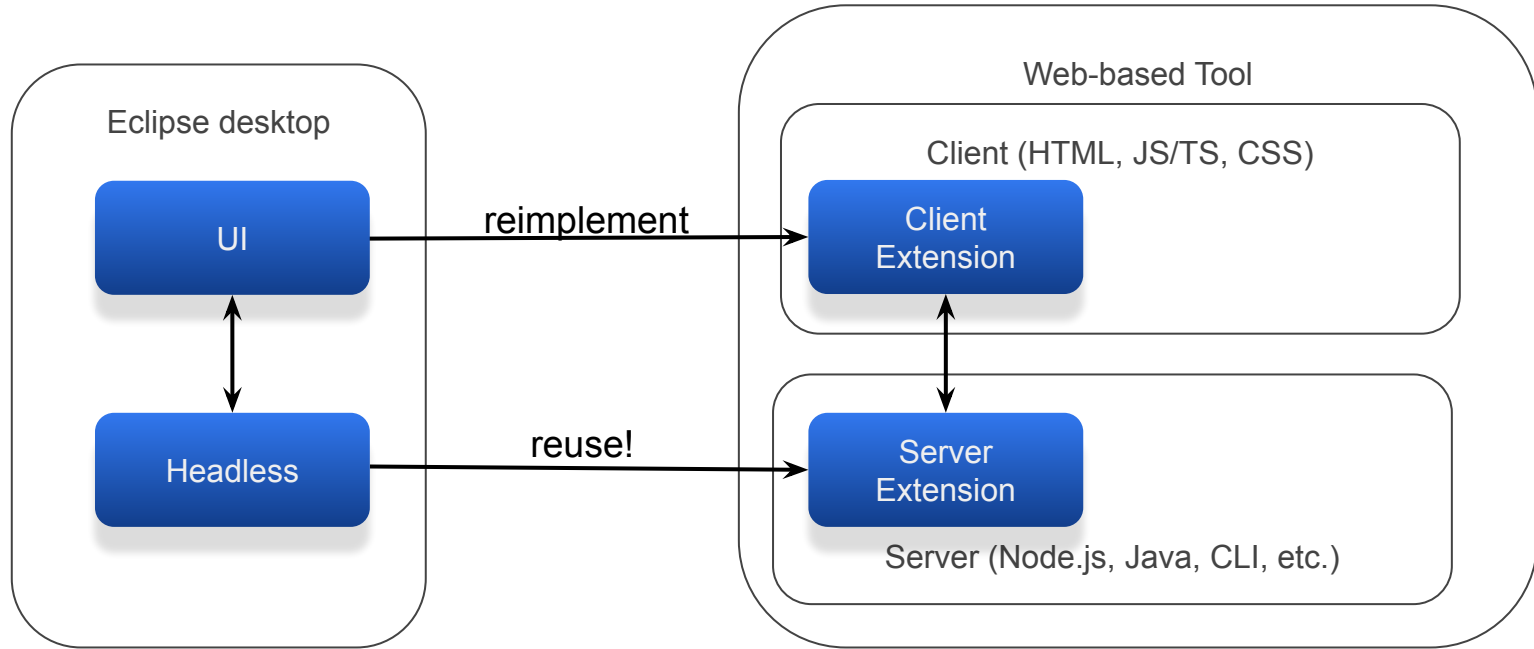 Eclipse desktop
UI
Headless
reimplement
reuse!
Web-based Tool
Client (HTML, JS/TS, CSS)
Client
Extension
Server
Extension
Server (Node.js, Java, CLI, etc.)